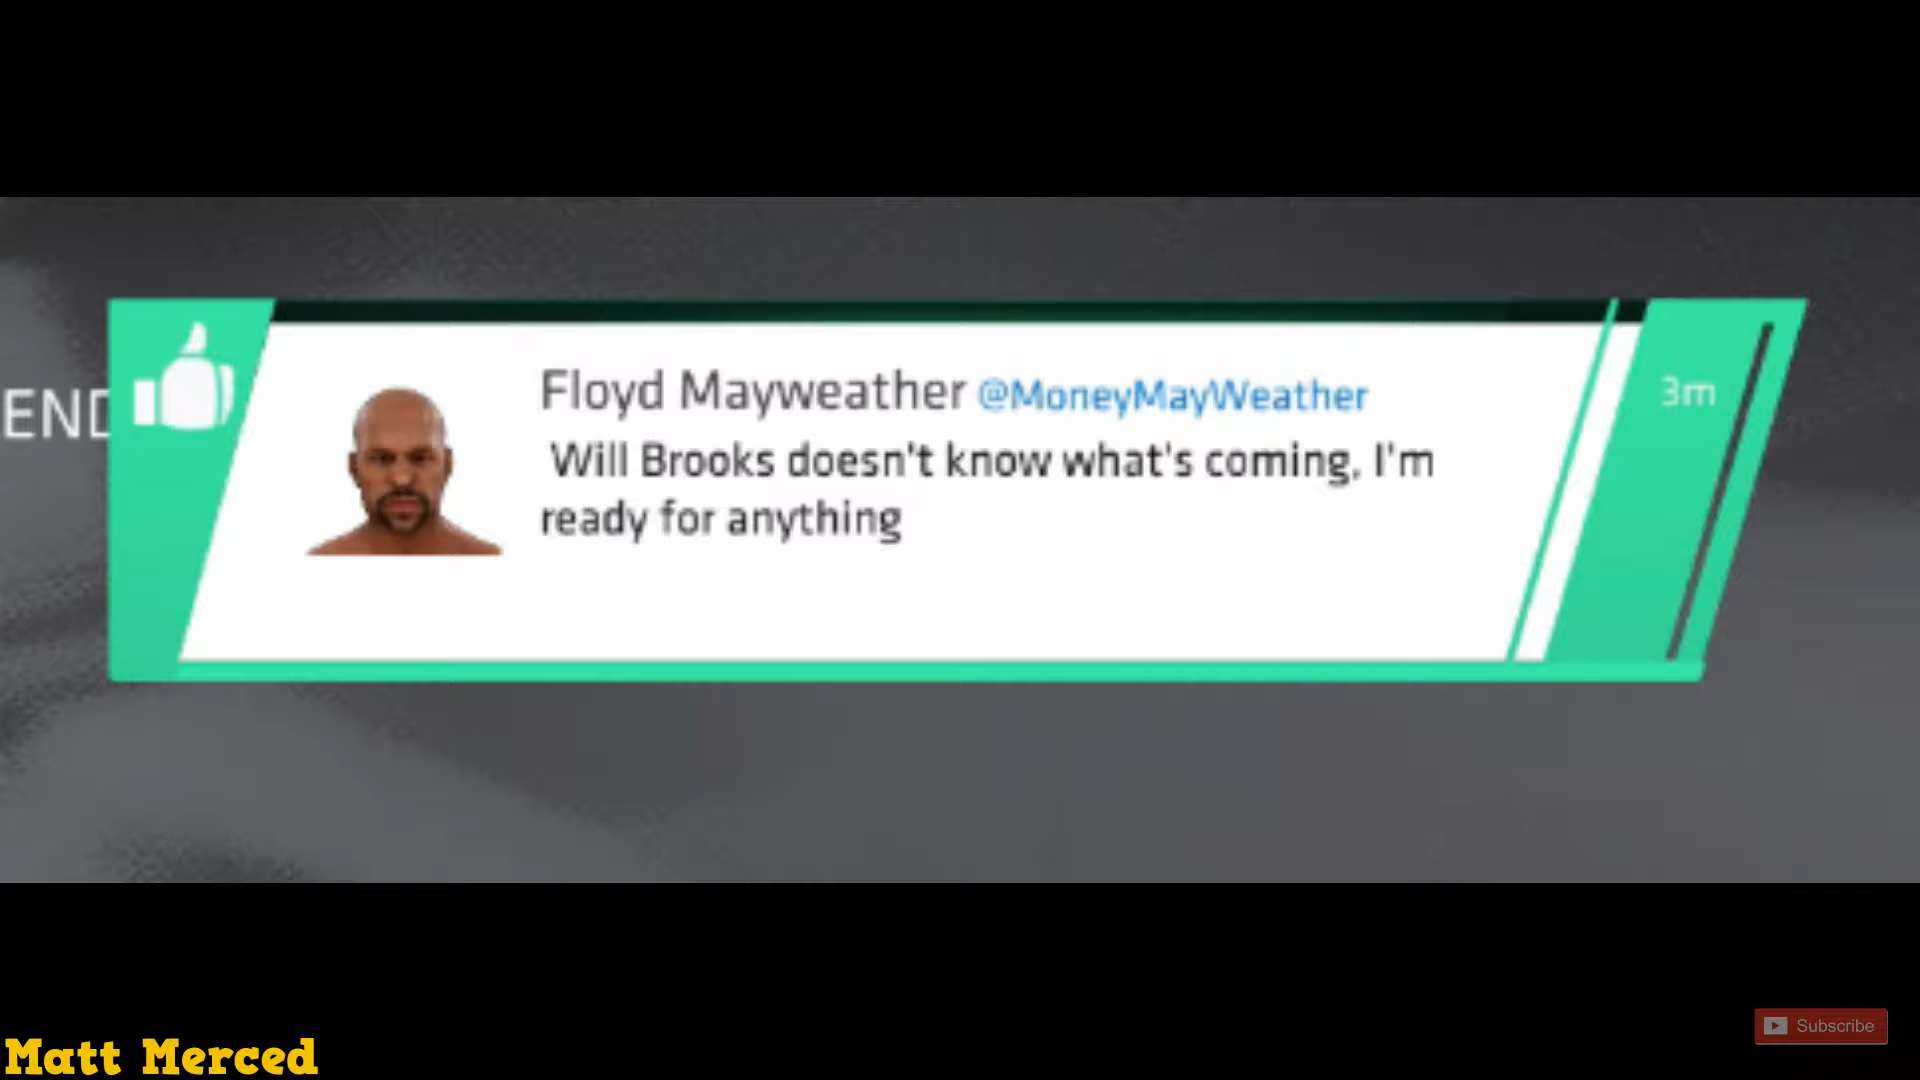 END
Floyd Mayweather @MoneyMayWeather
3m
Will Brooks doesn't know what's coming, I'm
ready for anything
Subscribe
Matt Merced